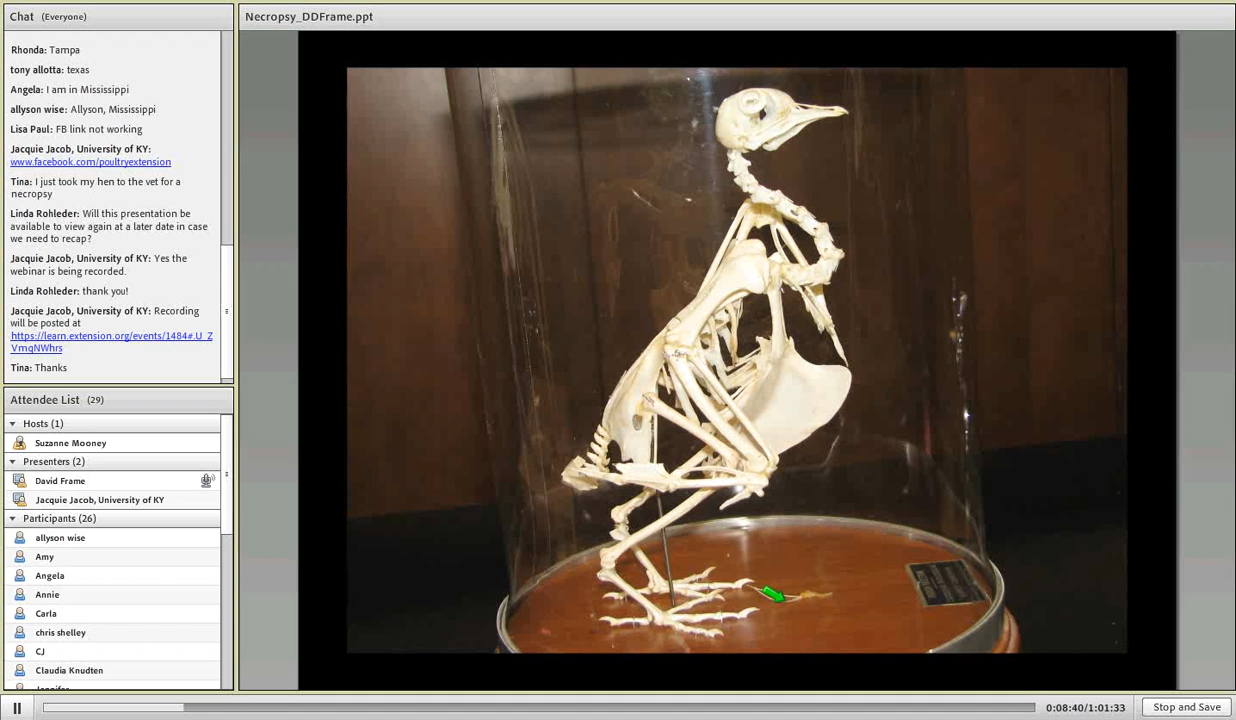 Chat (Everyone)
Rhonda: Tampa
tony allotta: texas
Angela: I am in Mississippi
allyson wise: Allyson, Mississippi
Lisa Paul: FB link not working
Jacquie Jacob, University of KY:
www.facebook.com/poultryextension
Tina: I just took my hen to the vet for a
necropsy
Linda Rohleder: Will this presentation be
available to view again at a later date in case
we need to recap?
Jacquie Jacob, University of KY: Yes the
webinar is being recorded.
Linda Rohleder: thank you!
Jacquie Jacob, University of KY: Recording
will be posted at
https://learn.extension.org/events/1484#.U_Z
VmqNWhrs
Tina: Thanks
Attendee List (29)
Hosts (1)
Suzanne Mooney
Presenters (2)
David Frame
Jacquie Jacob, University of KY
Participants (26)
allyson wise
Amy
Angela
Annie
Carla
chris shelley
CJ
Claudia Knudten
Necropsy_DDFrame.ppt
0:08:40/1:01:33
Stop and Save